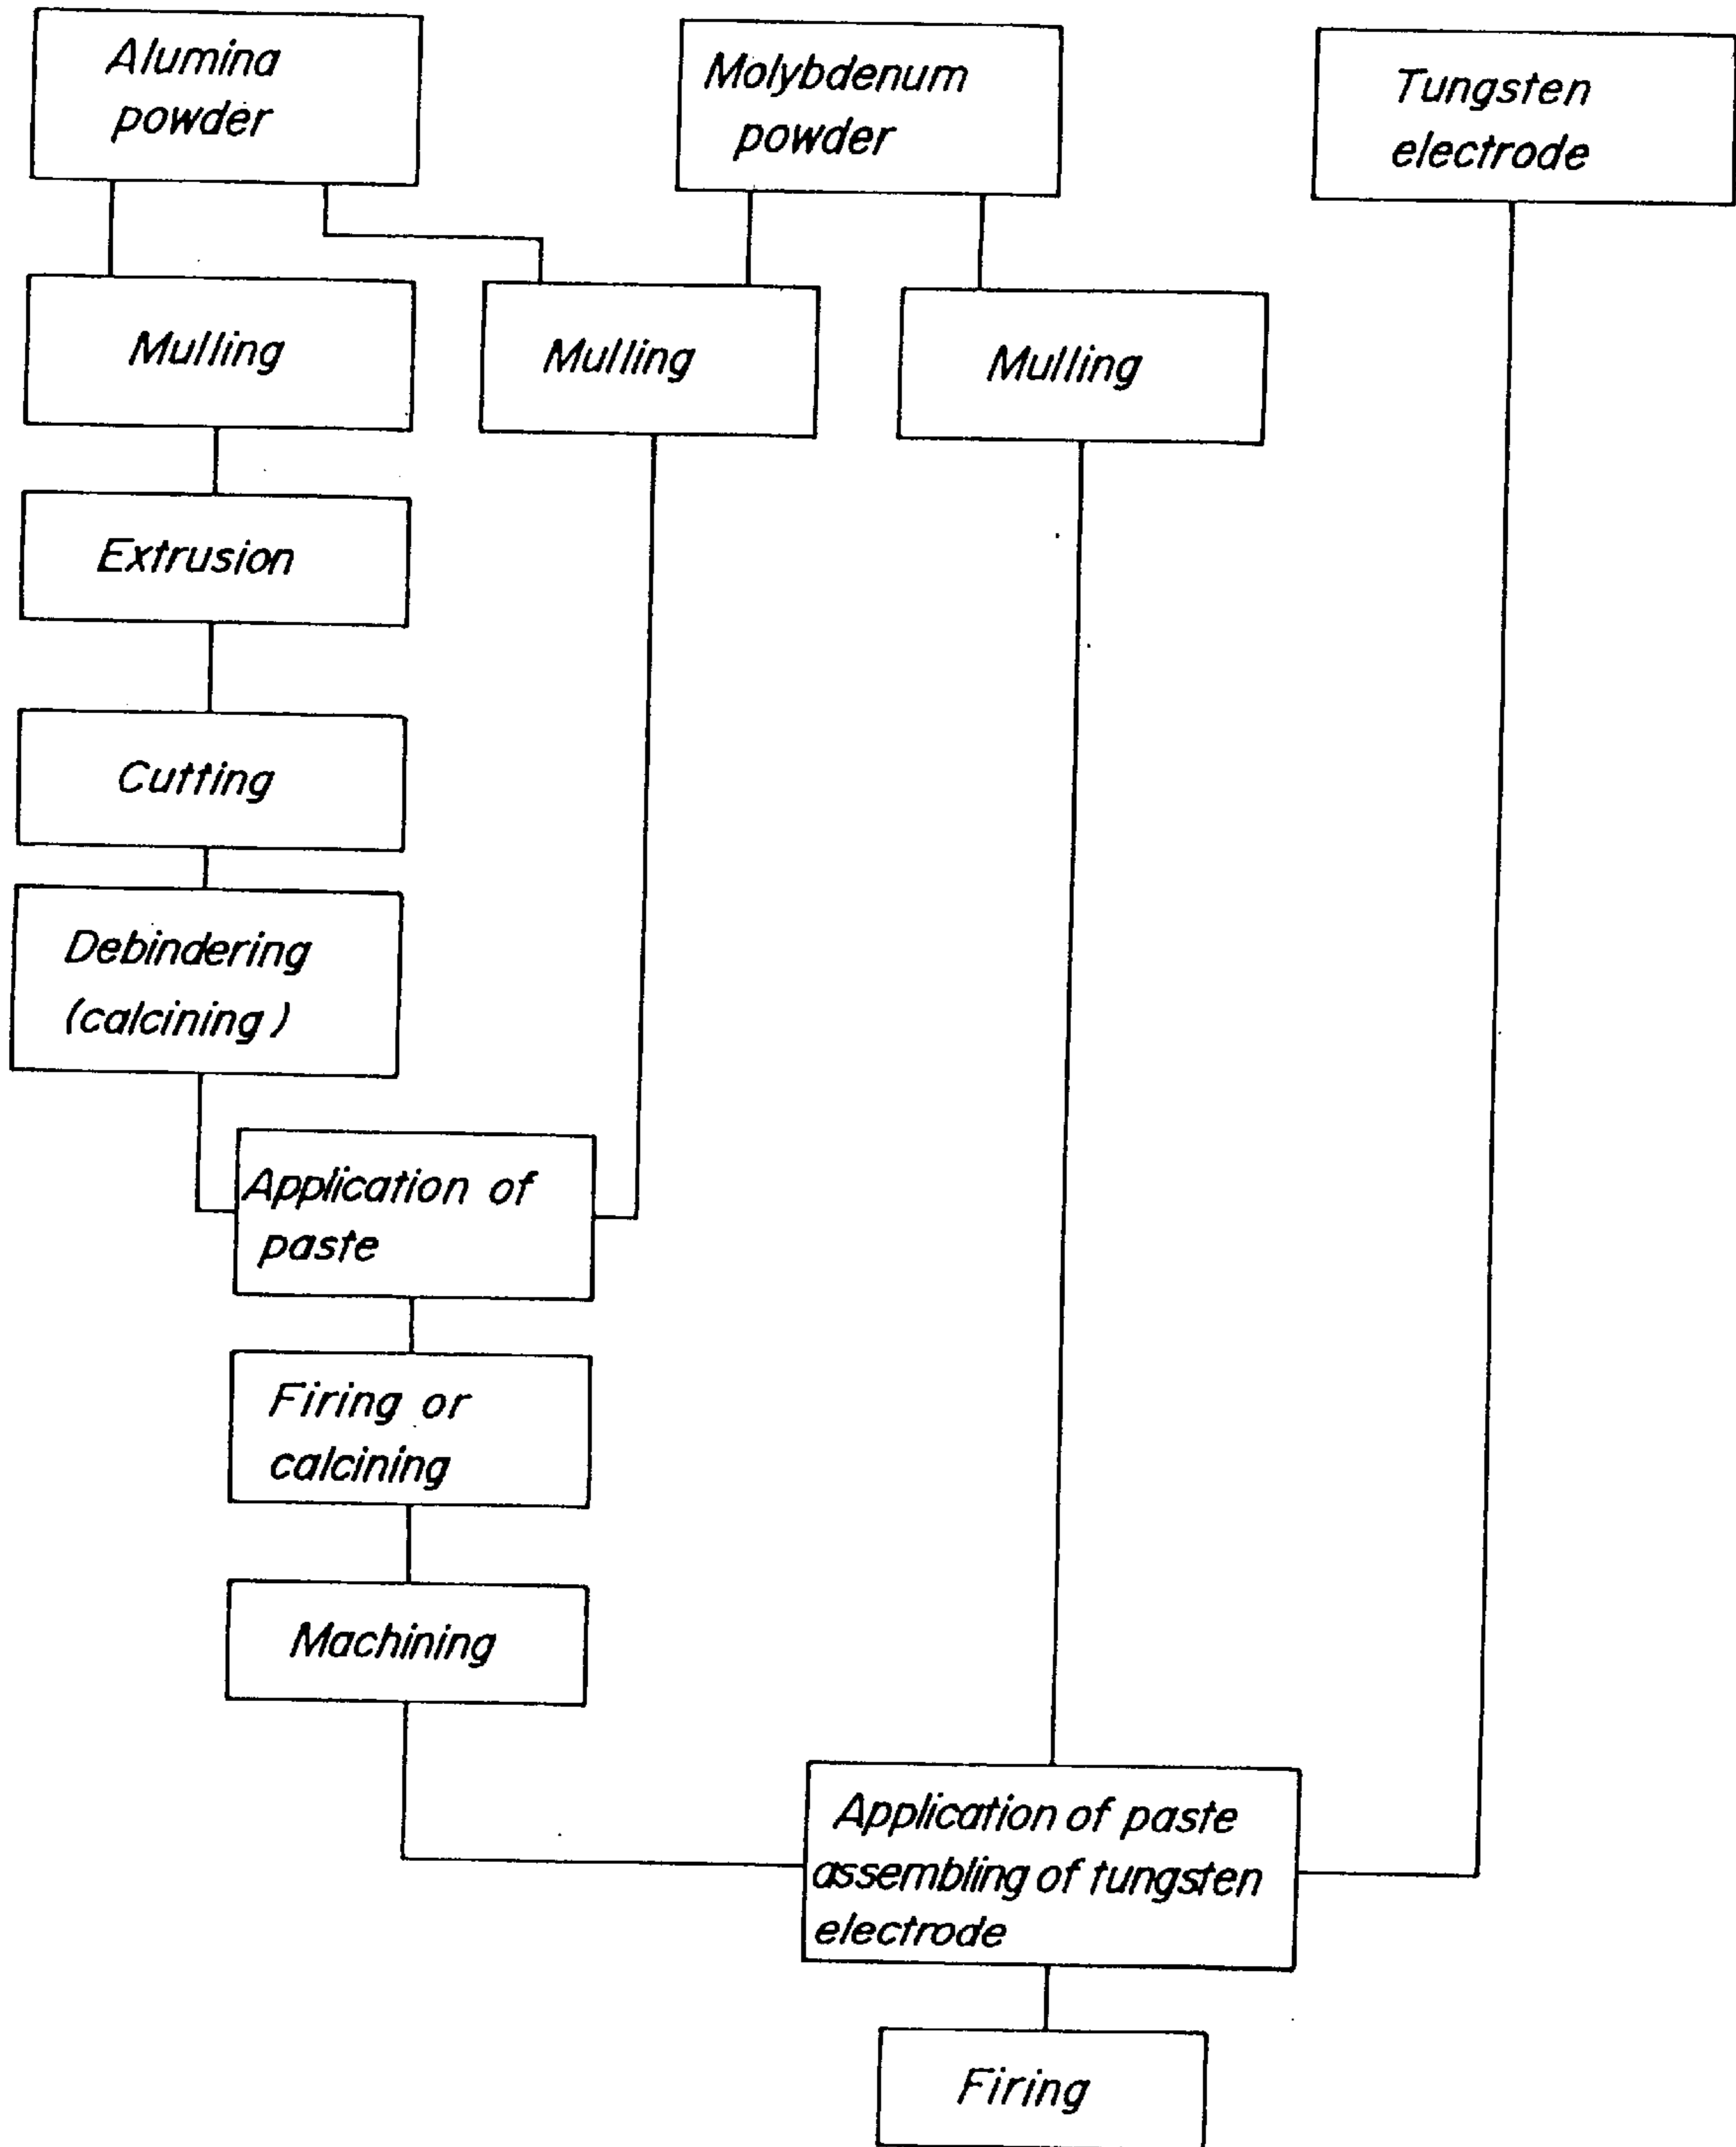 Alumina
powder
Molybdenum
powder
Tungsten
electrode
Mulling
Mulling
Mulling
Extrusion
Cutting
Debindering
(calcining)
Application of
paste
Firing or
calcining
Machining
Application of paste
assembling of tungsten
electrode
Firing